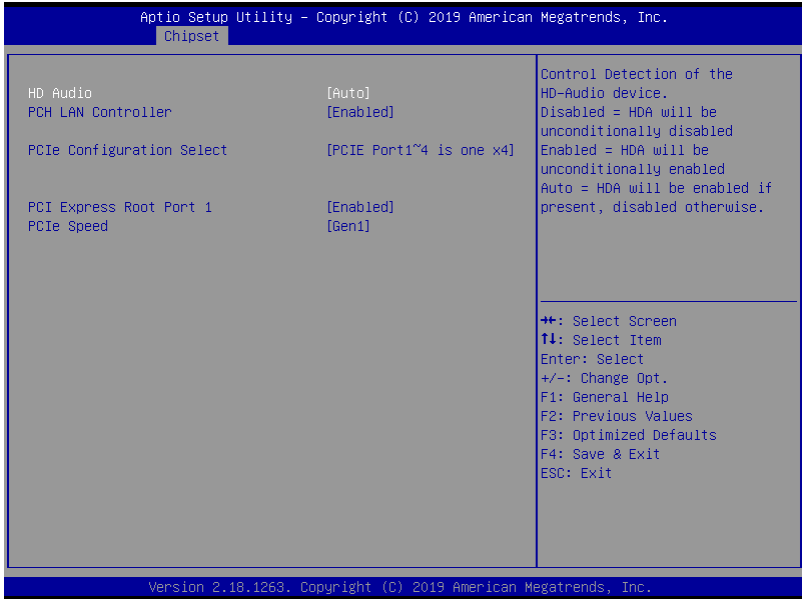 Aptio Setup Utility – Copyright (C) 2019 American Megatrends, Inc.
Chipset
HD Audio [Auto]
PCH LAN Controller [Enabled]
PCIe Configuration Select [PCIE Port1~4 is one x4]
PCI Express Root Port 1 [Enabled]
PCIe Speed [Gen1]
Control Detection of the
HD-Audio device.
Disabled = HDA will be
unconditionally disabled
Enabled = HDA will be
unconditionally enabled
Auto = HDA will be enabled if
present, disabled otherwise.
→←: Select Screen
↑↓: Select Item
Enter: Select
+/-: Change Opt.
F1: General Help
F2: Previous Values
F3: Optimized Defaults
F4: Save & Exit
ESC: Exit
Version 2.18.1263. Copyright (C) 2019 American Megatrends, Inc.